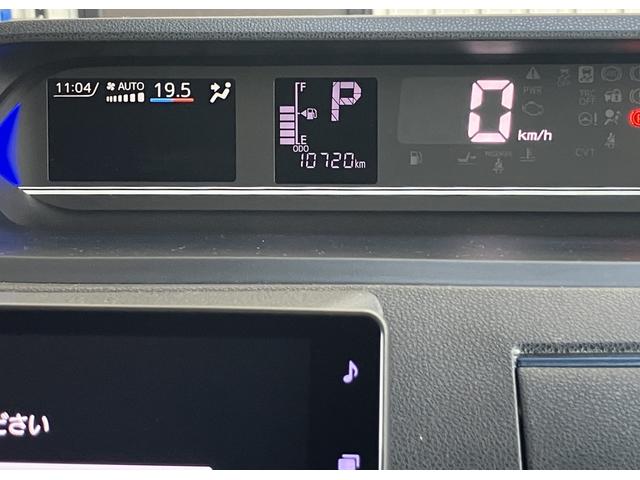 11:04 AUTO 19.5
F
P
E
ODO
10720km
0 km/h
PWR
TRC
OFF
CVT
ださい